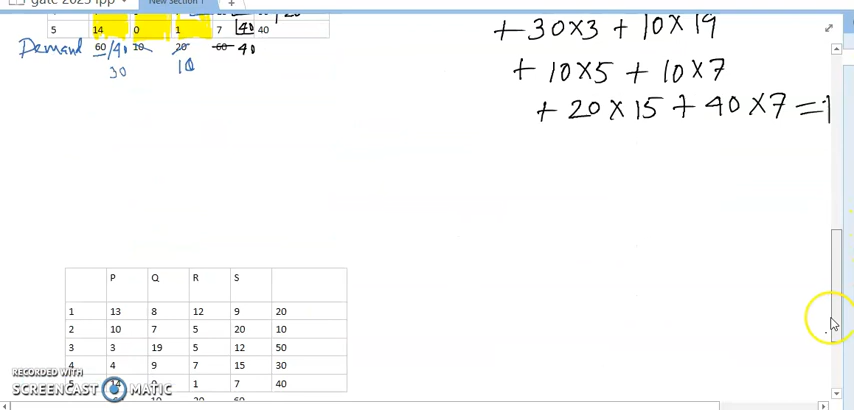 gate 2023 lpp New Section 1 +
5 14 0 1 7 40 40
Demand 60/40 10 20 60 40
30 10
+30×3 + 10×19
+ 10×5 + 10×7
+ 20×15 + 40×7 =1
P Q R S
1 13 8 12 9 20
2 10 7 5 20 10
3 3 19 5 12 50
4 4 9 7 15 30
5 14 1 7 40
RECORDED WITH
SCREENCAST MATIC